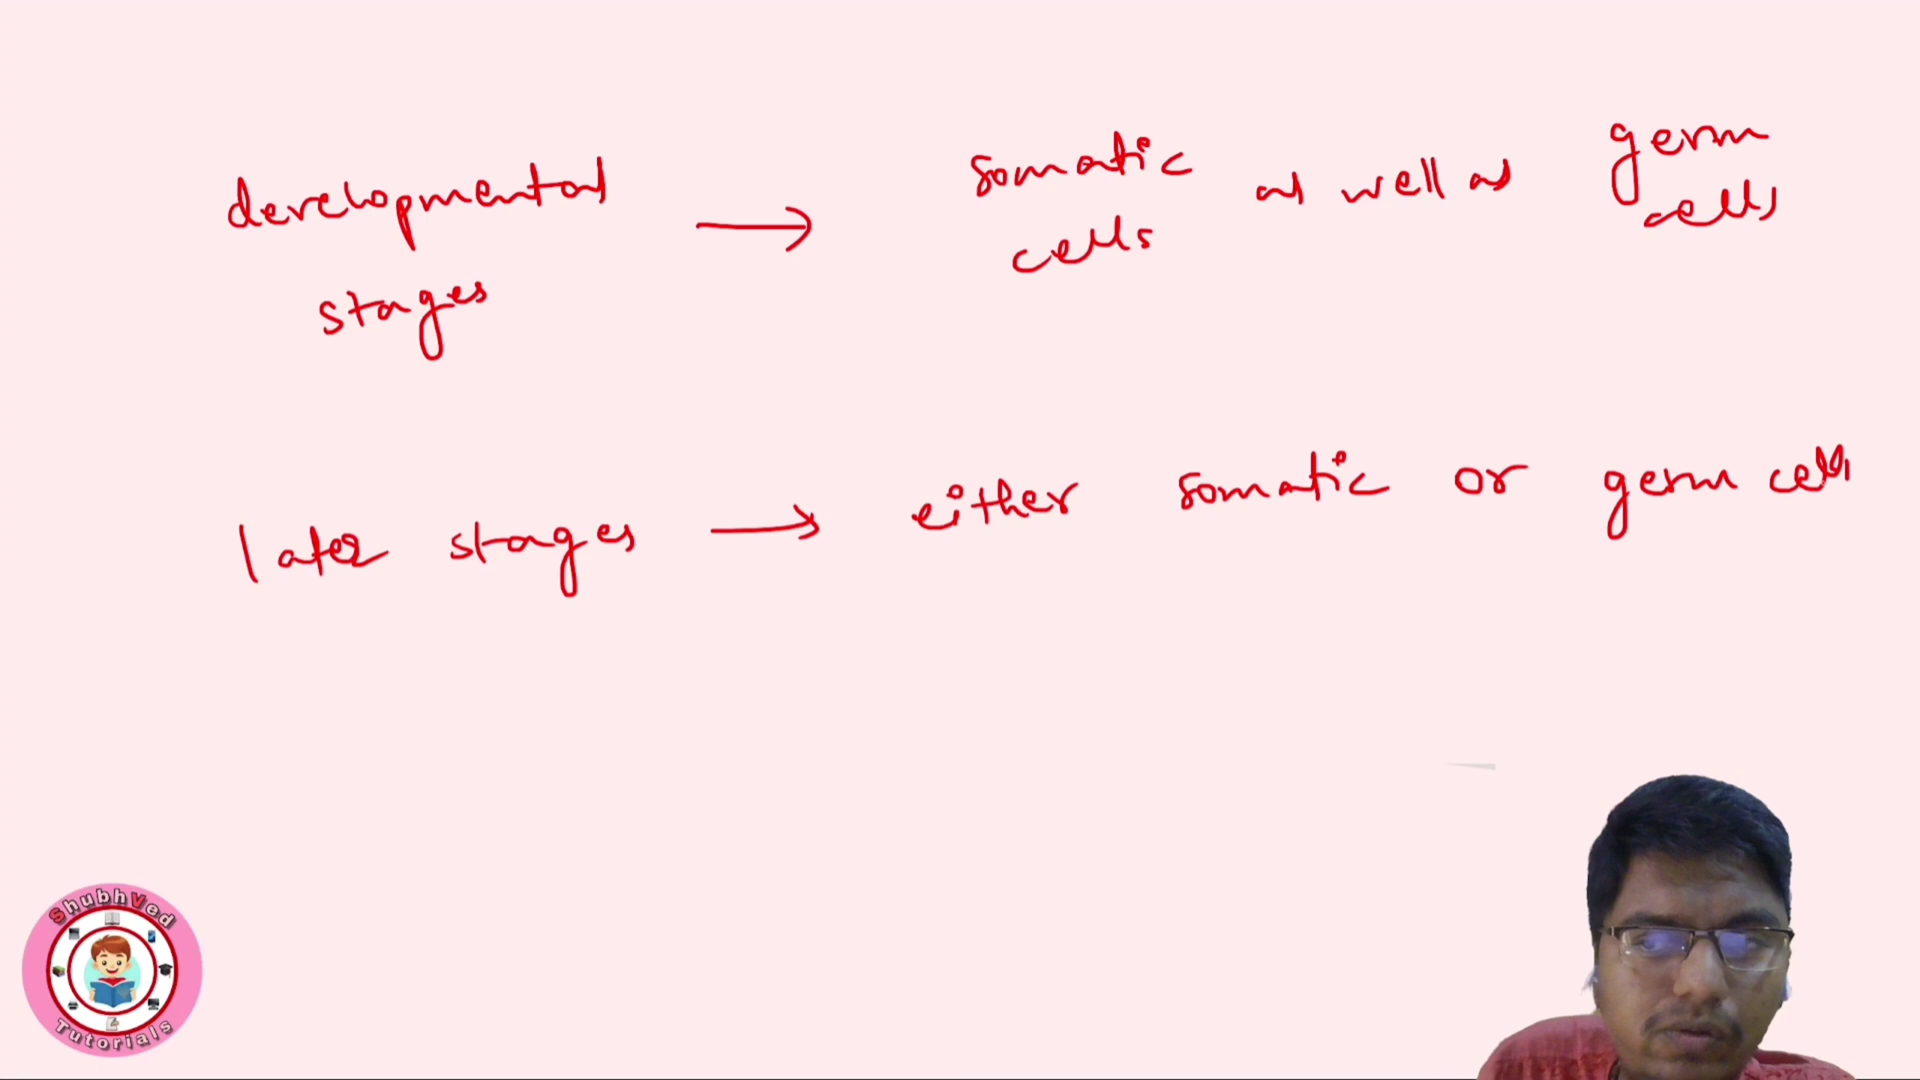 developmental → somatic as well as germ
stages cells cells
later stages → either somatic or germ cells
ShubhVed
Tutorials